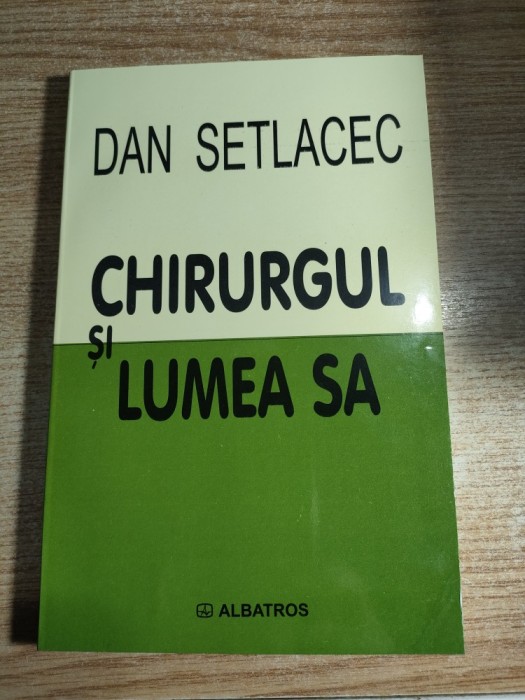 DAN SETLACEC
CHIRURGUL
ȘI
LUMEA SA
ALBATROS